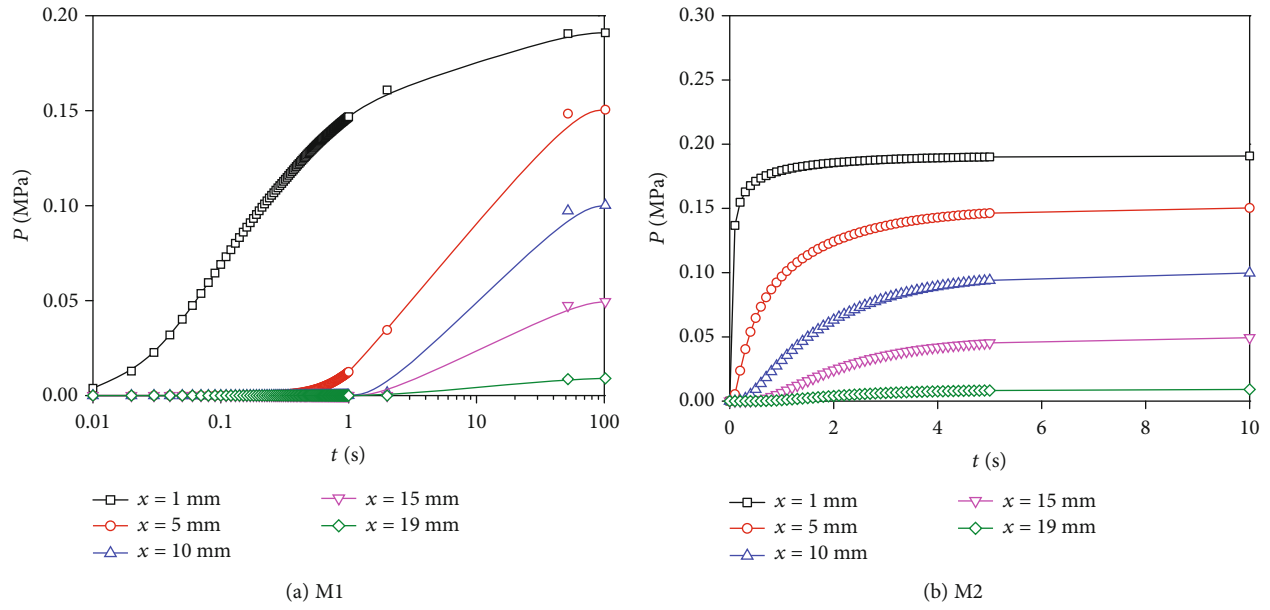 0.20
0.15
0.10
0.05
0.00
P (MPa)
0.01
0.1
1
10
100
t (s)
x = 1 mm
x = 5 mm
x = 10 mm
x = 15 mm
x = 19 mm
(a) M1
0.30
0.25
0.20
0.15
0.10
0.05
0.00
P (MPa)
0
2
4
6
8
10
t (s)
x = 1 mm
x = 5 mm
x = 10 mm
x = 15 mm
x = 19 mm
(b) M2